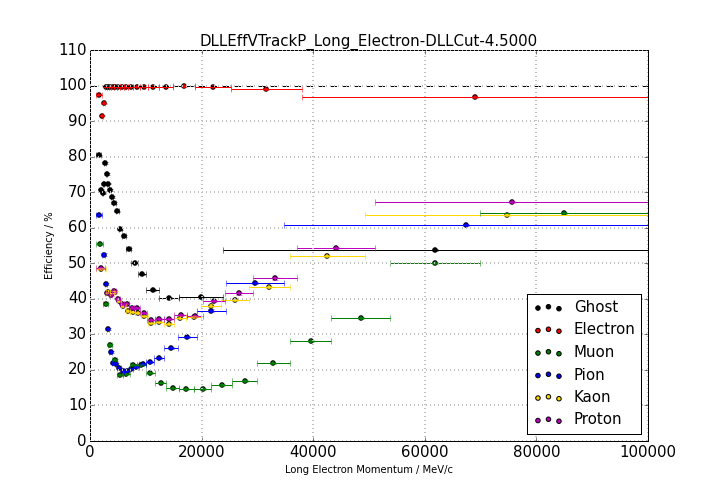 DLLEffVTrackP_Long_Electron-DLLCut-4.5000
110
100
90
80
70
60
50
40
30
20
10
0
Efficiency / %
Ghost
Electron
Muon
Pion
Kaon
Proton
0 20000 40000 60000 80000 100000
Long Electron Momentum / MeV/c